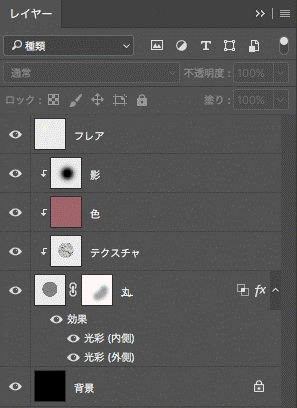 レイヤー
種類
通常 不透明度: 100%
ロック: 塗り: 100%
フレア
影
色
テクスチャ
丸 fx
効果
光彩 (内側)
光彩 (外側)
背景